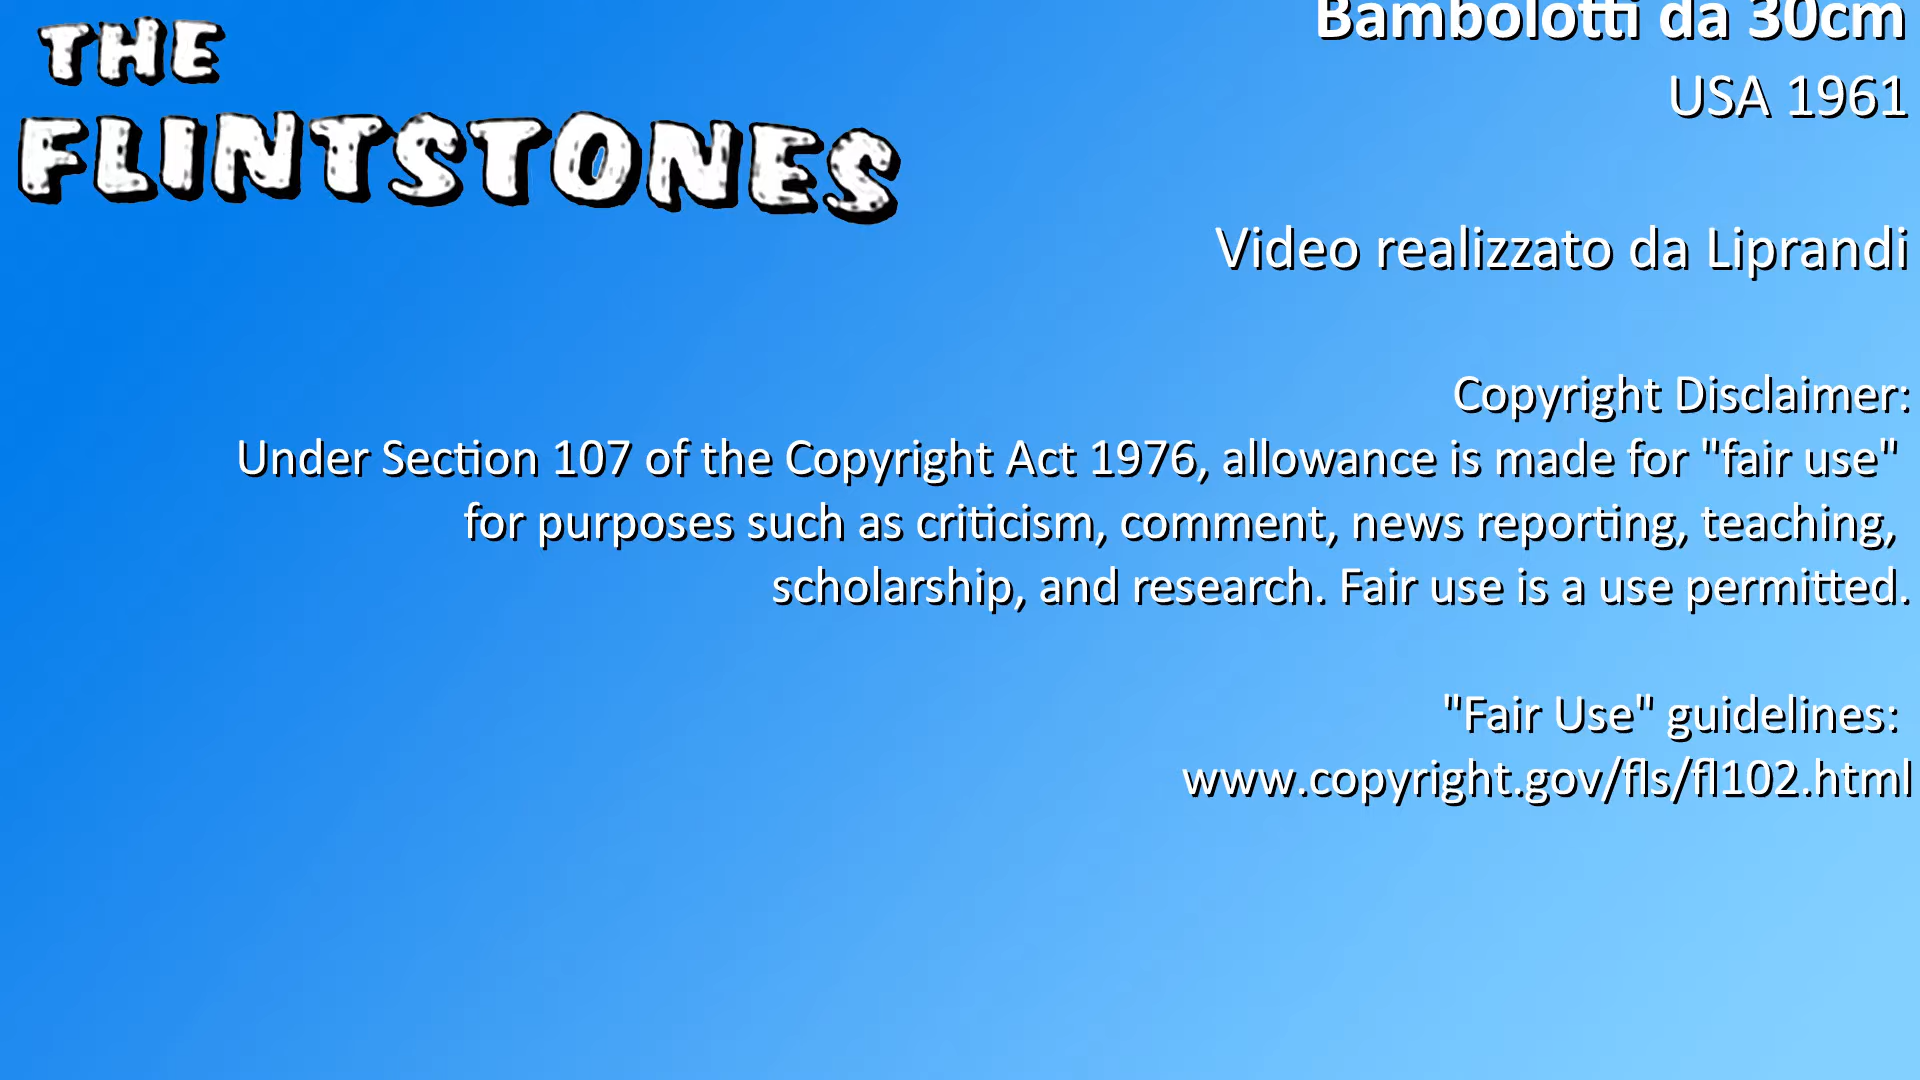 THE
FLINTSTONES
Bambolotti da 30cm
USA 1961
Video realizzato da Liprandi
Copyright Disclaimer:
Under Section 107 of the Copyright Act 1976, allowance is made for "fair use"
for purposes such as criticism, comment, news reporting, teaching,
scholarship, and research. Fair use is a use permitted.
"Fair Use" guidelines:
www.copyright.gov/fls/fl102.html